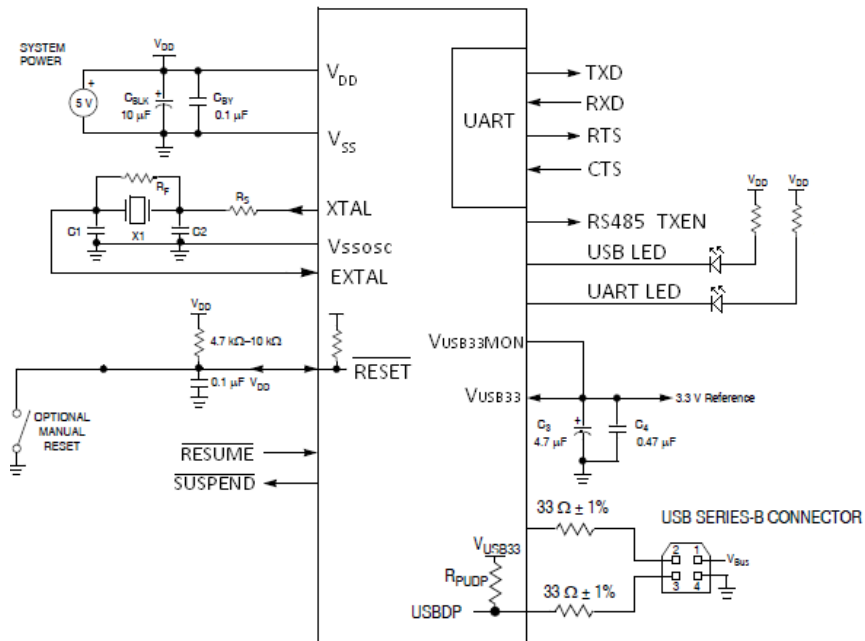 SYSTEM
POWER
VDD
5 V
+
CBLK
10 µF
+
CBY
0.1 µF
VDD
VSS
RF
RS
XTAL
C1
X1
C2
Vssosc
EXTAL
VDD
4.7 kΩ–10 kΩ
0.1 µF VDD
RESET
OPTIONAL
MANUAL
RESET
RESUME
SUSPEND
UART
TXD
RXD
RTS
CTS
RS485 TXEN
USB LED
UART LED
VDD
VDD
VUSB33MON
VUSB33
3.3 V Reference
C3
4.7 µF
+
C4
0.47 µF
33 Ω ± 1%
USB SERIES-B CONNECTOR
VUSB33
RPUDP
USBDP
33 Ω ± 1%
2 1
3 4
VBus